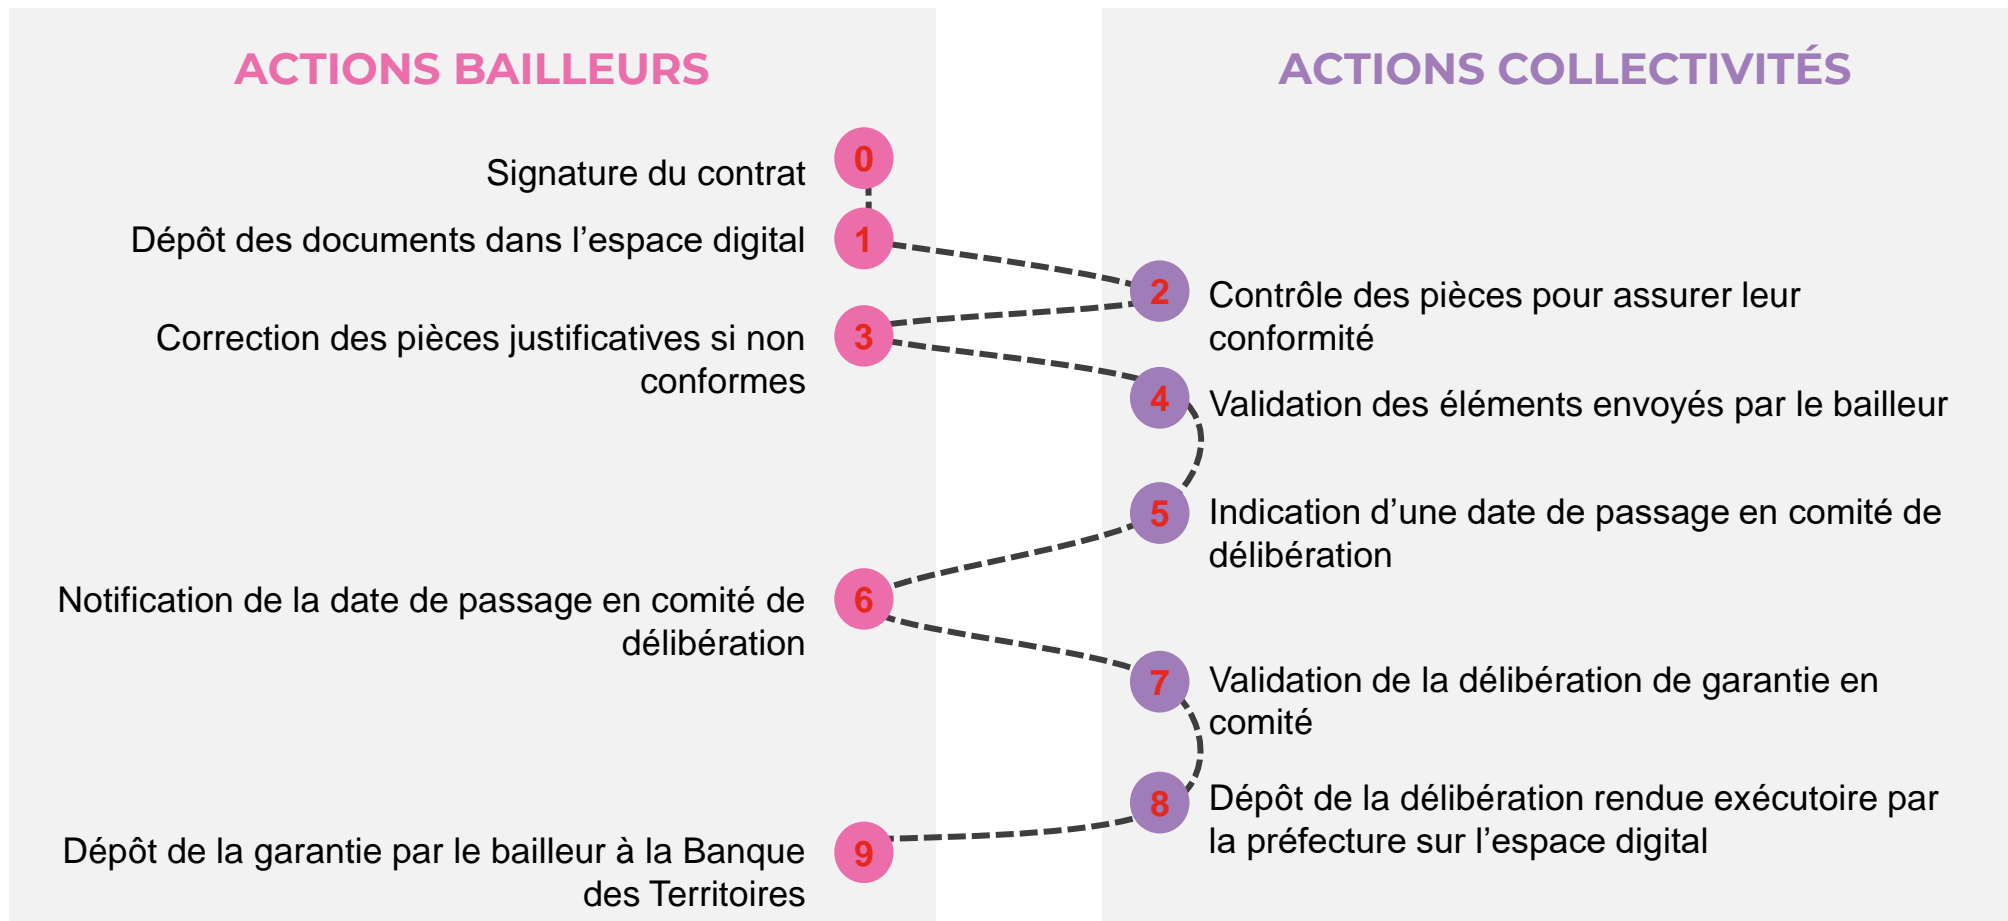 ACTIONS BAILLEURS
ACTIONS COLLECTIVITÉS
0
Signature du contrat
1
Dépôt des documents dans l’espace digital
2
Contrôle des pièces pour assurer leur
conformité
3
Correction des pièces justificatives si non
conformes
4
Validation des éléments envoyés par le bailleur
5
Indication d’une date de passage en comité de
délibération
6
Notification de la date de passage en comité de
délibération
7
Validation de la délibération de garantie en
comité
8
Dépôt de la délibération rendue exécutoire par
la préfecture sur l’espace digital
9
Dépôt de la garantie par le bailleur à la Banque
des Territoires